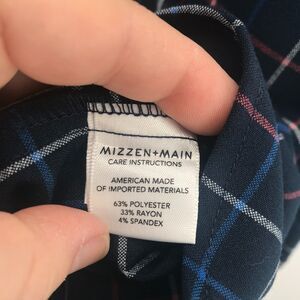 MIZZEN+MAIN
CARE INSTRUCTIONS
AMERICAN MADE
OF IMPORTED MATERIALS
63% POLYESTER
33% RAYON
4% SPANDEX